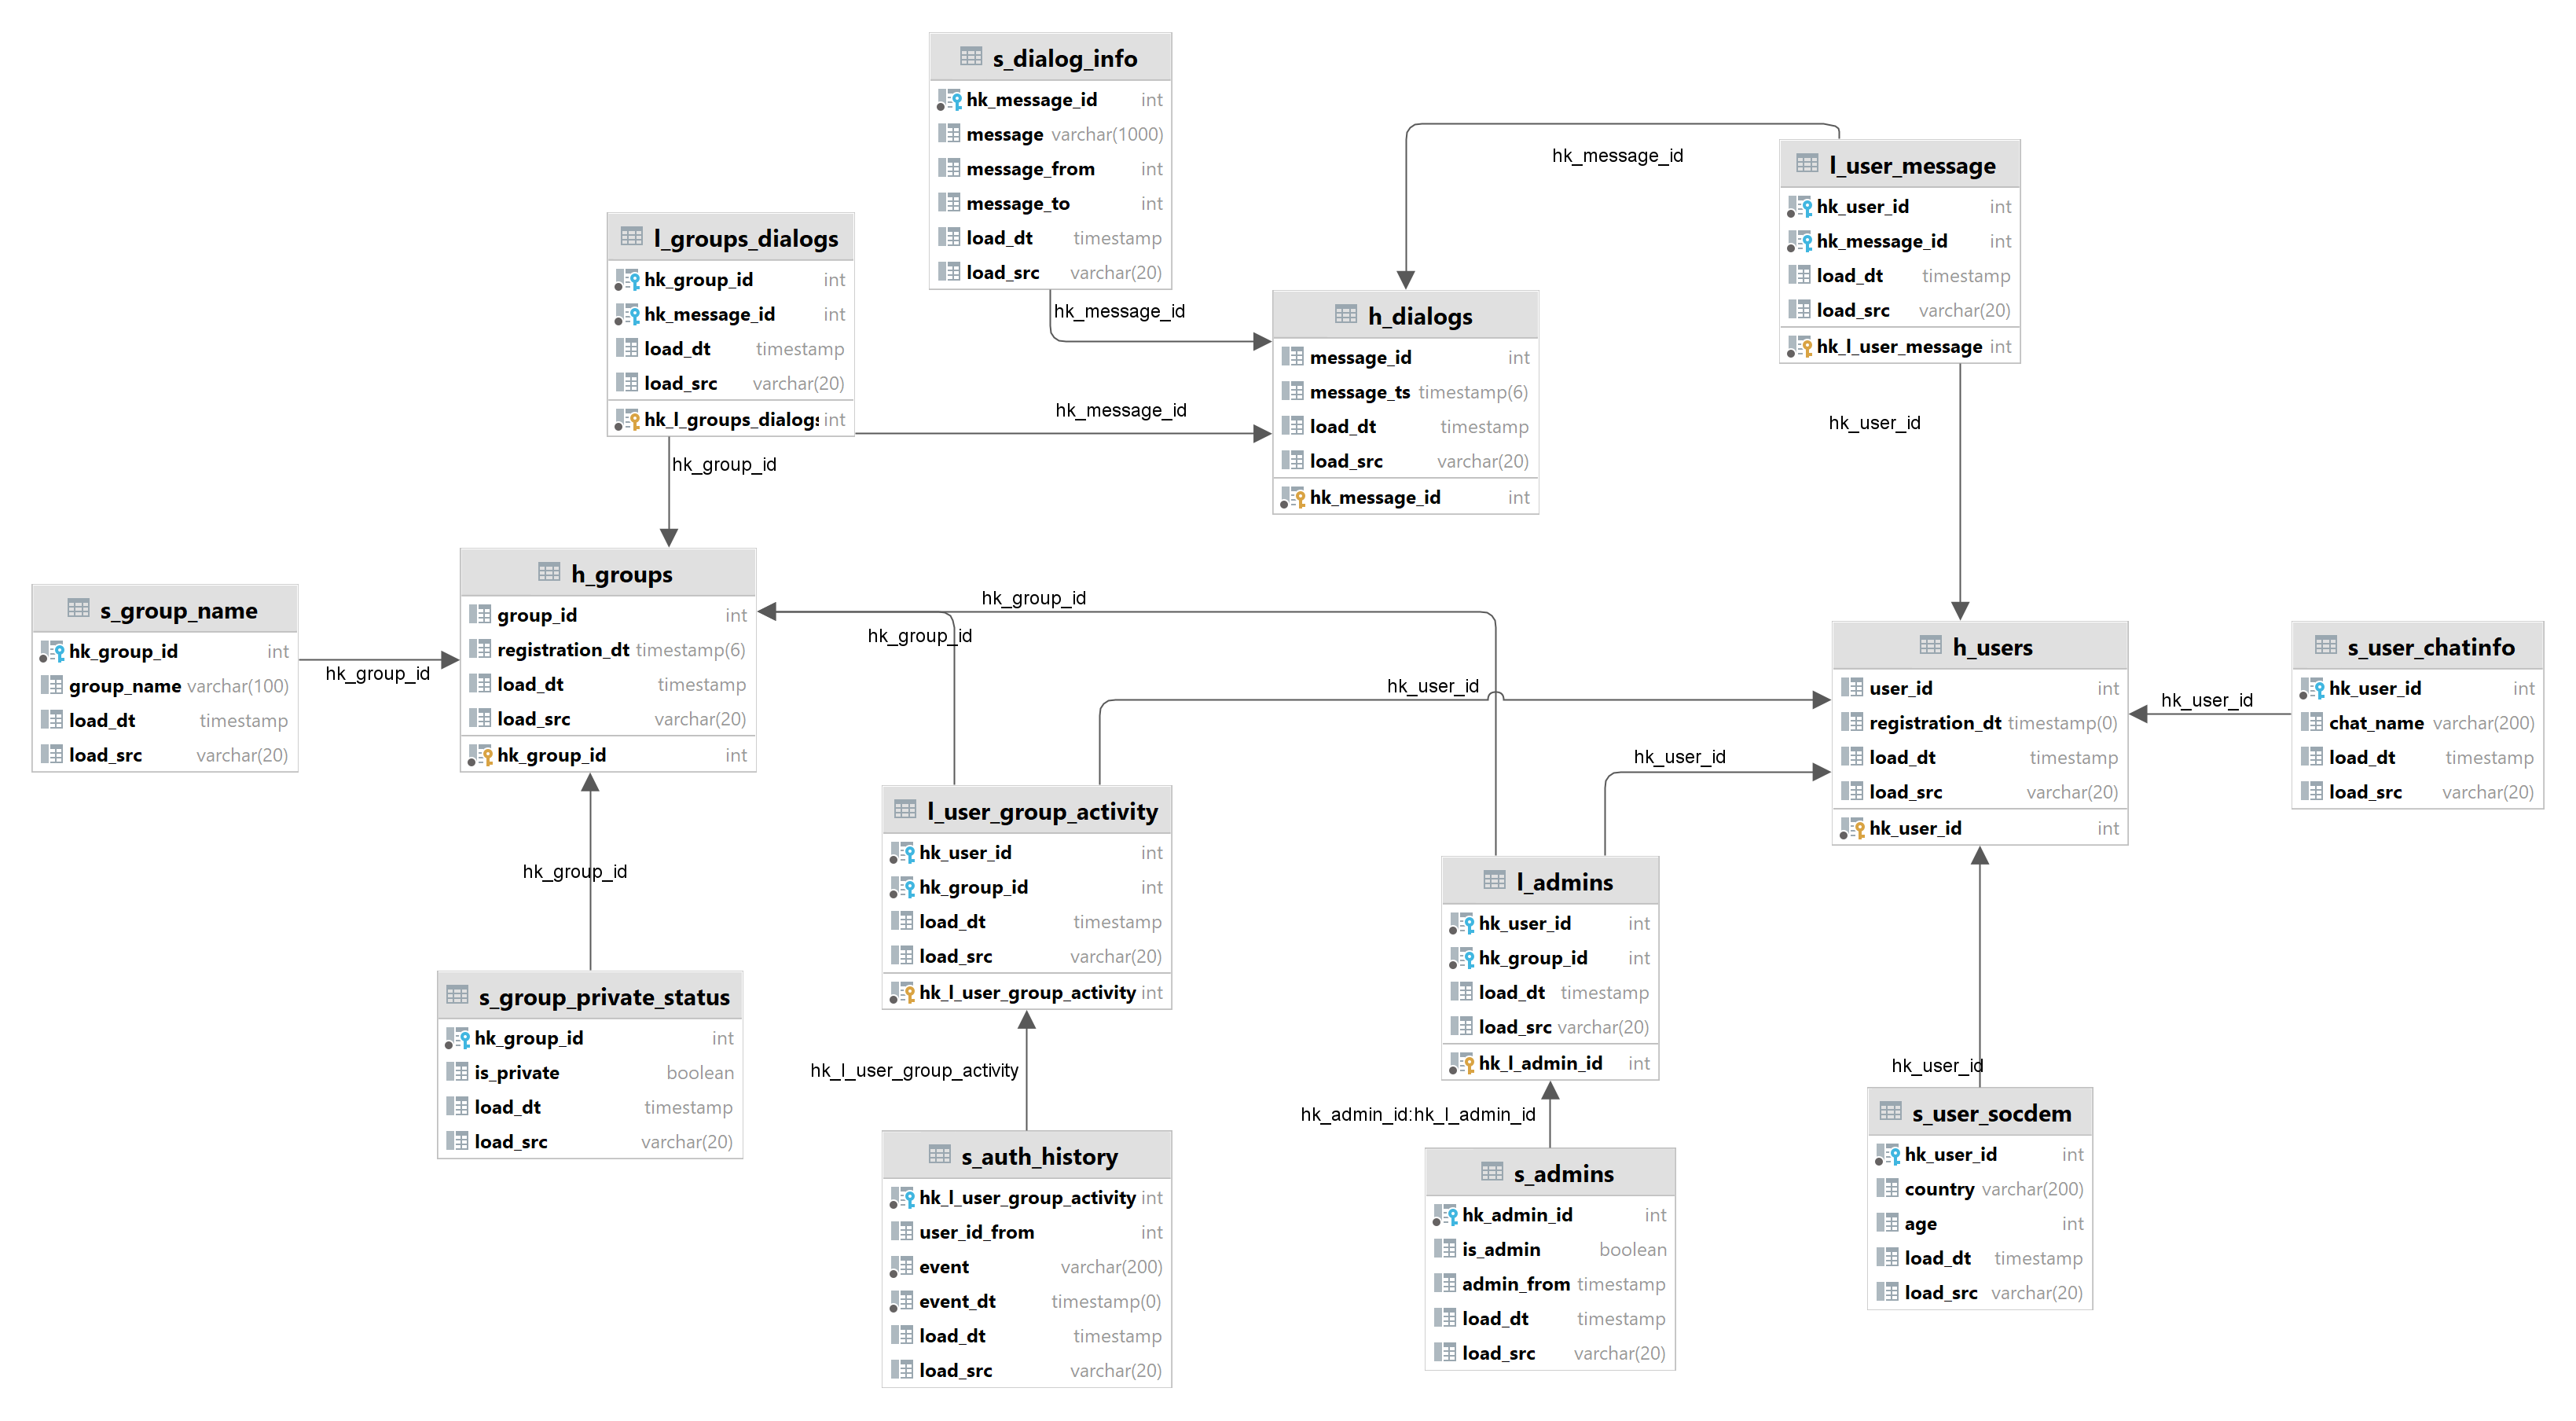 s_dialog_info
hk_message_id int
message varchar(1000)
message_from int
message_to int
load_dt timestamp
load_src varchar(20)
hk_message_id
l_user_message
hk_user_id int
hk_message_id int
load_dt timestamp
load_src varchar(20)
hk_l_user_message int
l_groups_dialogs
hk_group_id int
hk_message_id int
load_dt timestamp
load_src varchar(20)
hk_l_groups_dialogs int
hk_message_id
h_dialogs
message_id int
message_ts timestamp(6)
load_dt timestamp
load_src varchar(20)
hk_message_id int
hk_message_id
hk_user_id
hk_group_id
h_groups
group_id int
registration_dt timestamp(6)
load_dt timestamp
load_src varchar(20)
hk_group_id int
s_group_name
hk_group_id int
group_name varchar(100)
load_dt timestamp
load_src varchar(20)
hk_group_id
hk_group_id
hk_group_id
h_users
user_id int
registration_dt timestamp(0)
load_dt timestamp
load_src varchar(20)
hk_user_id int
s_user_chatinfo
hk_user_id int
chat_name varchar(200)
load_dt timestamp
load_src varchar(20)
hk_user_id
hk_user_id
hk_user_id
l_user_group_activity
hk_user_id int
hk_group_id int
load_dt timestamp
load_src varchar(20)
hk_l_user_group_activity int
l_admins
hk_user_id int
hk_group_id int
load_dt timestamp
load_src varchar(20)
hk_l_admin_id int
hk_group_id
s_group_private_status
hk_group_id int
is_private boolean
load_dt timestamp
load_src varchar(20)
hk_l_user_group_activity
hk_user_id
hk_admin_id:hk_l_admin_id
s_user_socdem
hk_user_id int
country varchar(200)
age int
load_dt timestamp
load_src varchar(20)
s_auth_history
hk_l_user_group_activity int
user_id_from int
event varchar(200)
event_dt timestamp(0)
load_dt timestamp
load_src varchar(20)
s_admins
hk_admin_id int
is_admin boolean
admin_from timestamp
load_dt timestamp
load_src varchar(20)